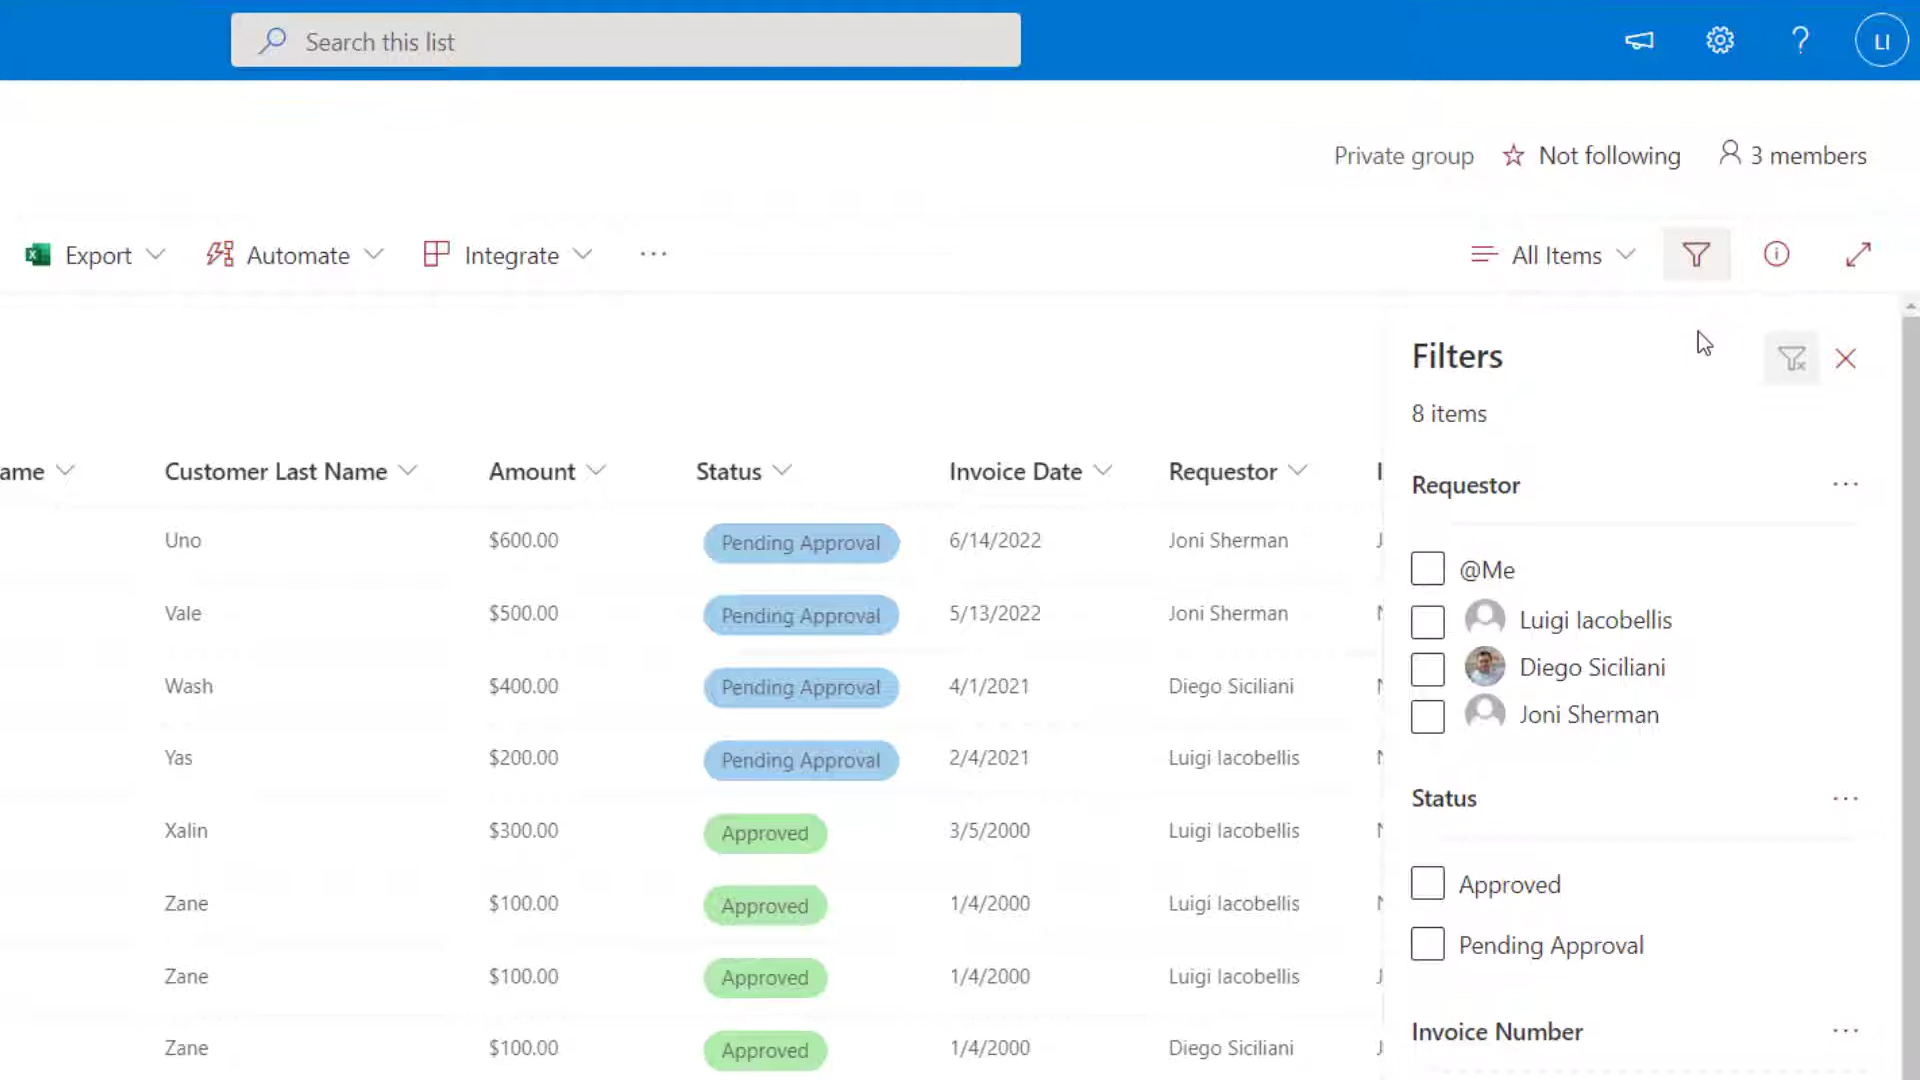 Search this list
LI
Private group Not following 3 members
Export Automate Integrate ... All Items
Filters
8 items
ame Customer Last Name Amount Status Invoice Date Requestor
Uno $600.00 Pending Approval 6/14/2022 Joni Sherman
Vale $500.00 Pending Approval 5/13/2022 Joni Sherman
Wash $400.00 Pending Approval 4/1/2021 Diego Siciliani
Yas $200.00 Pending Approval 2/4/2021 Luigi Iacobellis
Xalin $300.00 Approved 3/5/2000 Luigi Iacobellis
Zane $100.00 Approved 1/4/2000 Luigi Iacobellis
Zane $100.00 Approved 1/4/2000 Luigi Iacobellis
Zane $100.00 Approved 1/4/2000 Diego Siciliani
Requestor ...
@Me
Luigi Iacobellis
Diego Siciliani
Joni Sherman
Status ...
Approved
Pending Approval
Invoice Number ...